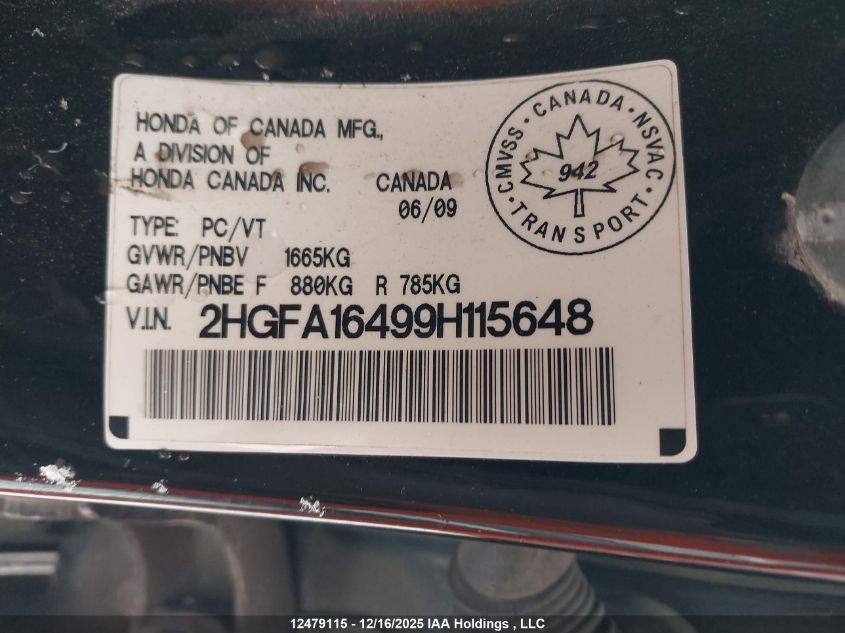 HONDA OF CANADA MFG.,
A DIVISION OF
HONDA CANADA INC. CANADA
06/09
TYPE: PC/VT
GVWR/PNBV 1665KG
GAWR/PNBE F 880KG R 785KG
V.I.N. 2HGFA16499H115648
CMVSS · CANADA · NSVAC
942
· TRANSPORT ·
12479115 - 12/16/2025 IAA Holdings , LLC